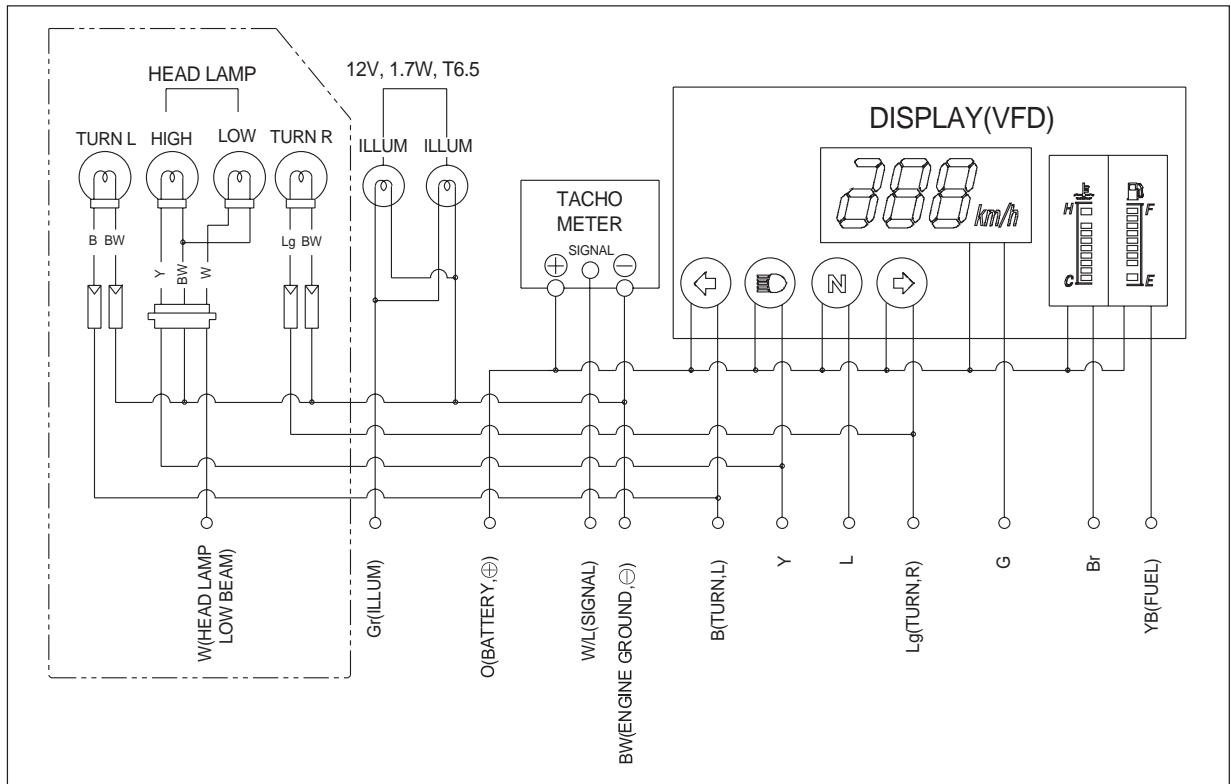 HEAD LAMP
12V, 1.7W, T6.5
TURN L
HIGH
LOW
TURN R
ILLUM
ILLUM
DISPLAY(VFD)
TACHO
METER
SIGNAL
+
−
288
km/h
N
H
C
F
E
B
BW
Y
BW
W
Lg
BW
W(HEAD LAMP
LOW BEAM)
Gr(ILLUM)
O(BATTERY,⊕)
W/L(SIGNAL)
BW(ENGINE GROUND,⊖)
B(TURN,L)
Y
L
Lg(TURN,R)
G
Br
YB(FUEL)